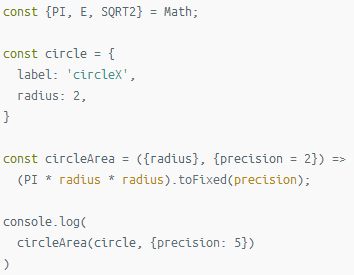 const {PI, E, SQRT2} = Math;
const circle = {
  label: 'circleX',
  radius: 2,
}
const circleArea = ({radius}, {precision = 2}) =>
  (PI * radius * radius).toFixed(precision);
console.log(
  circleArea(circle, {precision: 5})
)